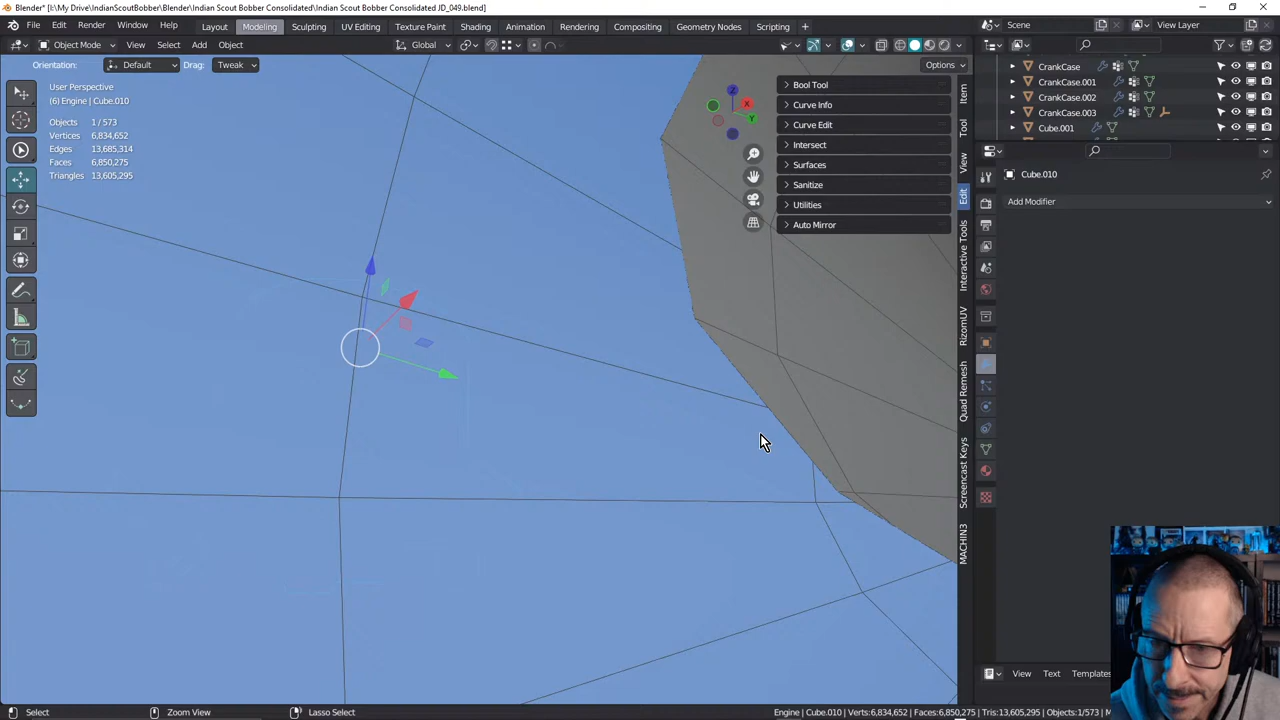 Blender* [I:\My Drive\IndianScoutBobber\Blender\Indian Scout Bobber Consolidated\Indian Scout Bobber Consolidated JD_049.blend]
File Edit Render Window Help Layout Modeling Sculpting UV Editing Texture Paint Shading Animation Rendering Compositing Geometry Nodes Scripting + Scene View Layer
Object Mode View Select Add Object Global
Orientation: Default Drag: Tweak Options
User Perspective
(6) Engine | Cube.010
Objects 1 / 573
Vertices 6,834,652
Edges 13,685,314
Faces 6,850,275
Triangles 13,605,295
Z
X
Y
Bool Tool
Curve Info
Curve Edit
Intersect
Surfaces
Sanitize
Utilities
Auto Mirror
Item
Tool
View
Edit
Interactive Tools
RizomUV
Quad Remesh
Screencast Keys
MACHIN3
CrankCase
CrankCase.001
CrankCase.002
CrankCase.003
Cube.001
Cube.010
Add Modifier
View Text Templates
Select Zoom View Lasso Select
Engine | Cube.010 | Verts:6,834,652 | Faces:6,850,275 | Tris:13,605,295 | Objects:1/573 | M